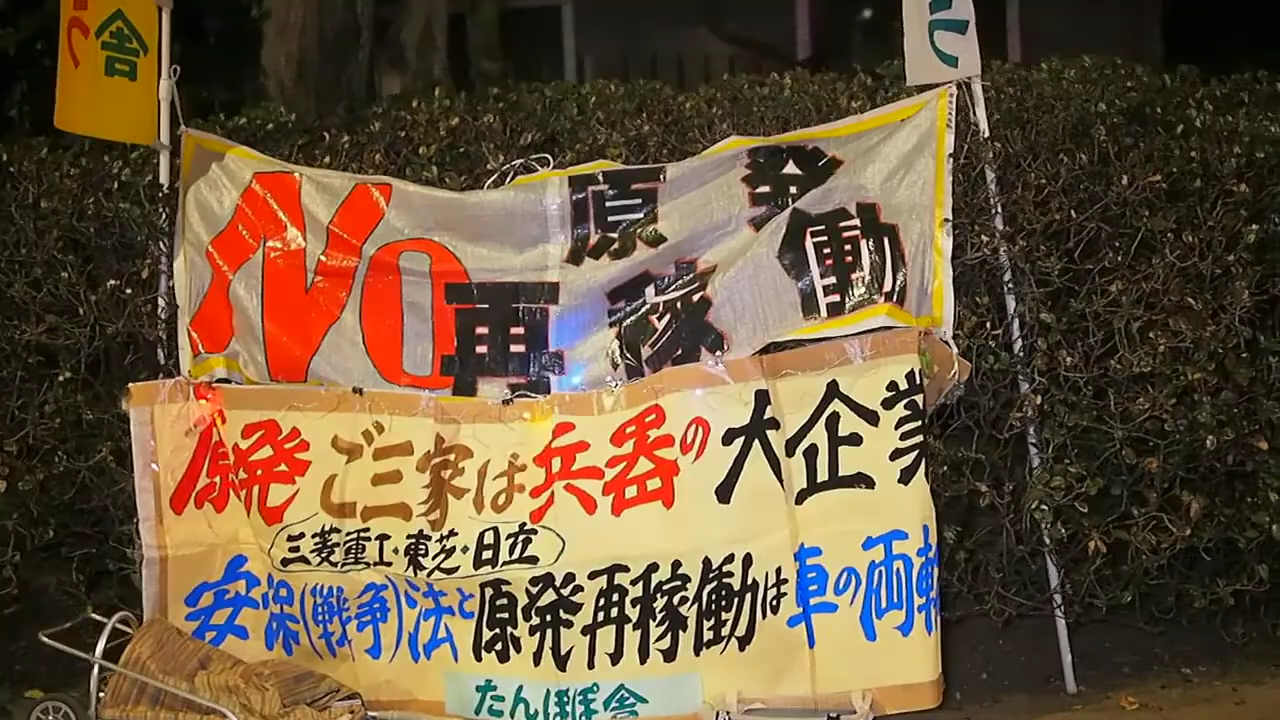 舎
う
No 原発
再稼働
原発ご三家は兵器の大企業
三菱重工・東芝・日立
安保(戦争)法と原発再稼働は車の両輪
たんぽぽ舎